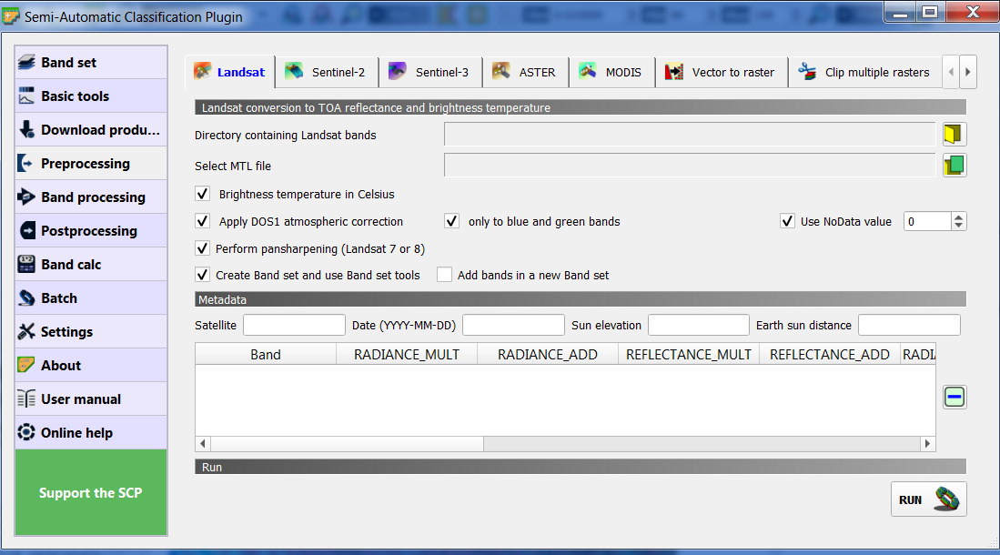 Semi-Automatic Classification Plugin
Band set
Basic tools
Download produ...
Preprocessing
Band processing
Postprocessing
Band calc
Batch
Settings
About
User manual
Online help
Support the SCP
Landsat Sentinel-2 Sentinel-3 ASTER MODIS Vector to raster Clip multiple rasters
Landsat conversion to TOA reflectance and brightness temperature
Directory containing Landsat bands
Select MTL file
Brightness temperature in Celsius
Apply DOS1 atmospheric correction only to blue and green bands Use NoData value 0
Perform pansharpening (Landsat 7 or 8)
Create Band set and use Band set tools Add bands in a new Band set
Metadata
Satellite Date (YYYY-MM-DD) Sun elevation Earth sun distance
Band RADIANCE_MULT RADIANCE_ADD REFLECTANCE_MULT REFLECTANCE_ADD RADI
Run
RUN